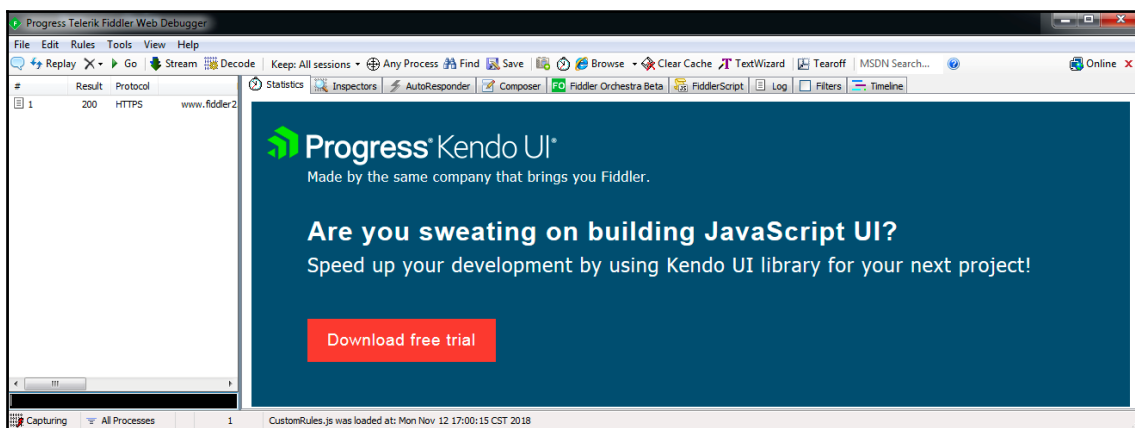 Progress Telerik Fiddler Web Debugger
File Edit Rules Tools View Help
Replay Go Stream Decode Keep: All sessions Any Process Find Save Browse Clear Cache TextWizard Tearoff MSDN Search... Online
# Result Protocol
Statistics Inspectors AutoResponder Composer FO Fiddler Orchestra Beta FiddlerScript Log Filters Timeline
1 200 HTTPS www.fiddler2
Progress® Kendo UI®
Made by the same company that brings you Fiddler.
Are you sweating on building JavaScript UI?
Speed up your development by using Kendo UI library for your next project!
Download free trial
Capturing All Processes 1 CustomRules.js was loaded at: Mon Nov 12 17:00:15 CST 2018